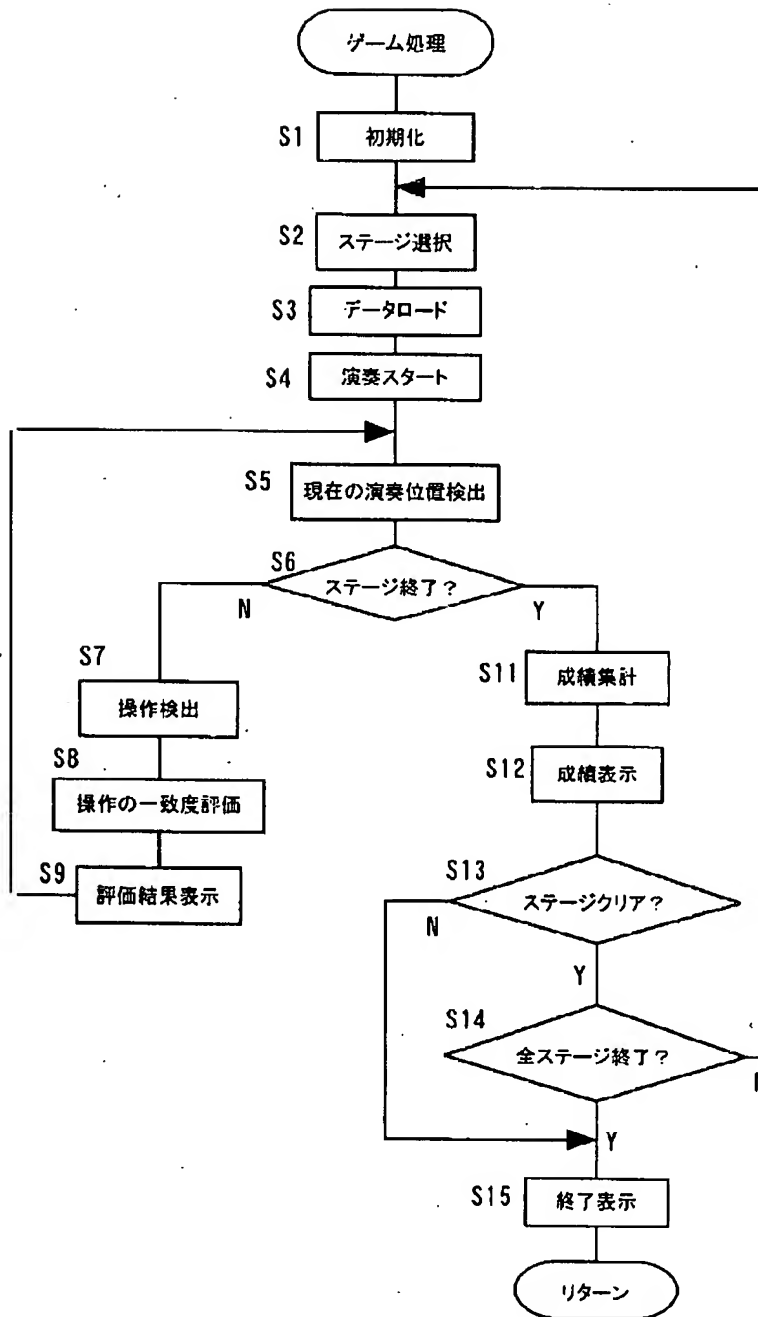 ゲーム処理
S1 初期化
S2 ステージ選択
S3 データロード
S4 演奏スタート
S5 現在の演奏位置検出
S6 ステージ終了？
N
Y
S7
操作検出
S8
操作の一致度評価
S9 評価結果表示
S11 成績集計
S12 成績表示
S13 ステージクリア？
N
Y
S14 全ステージ終了？
Y
S15 終了表示
リターン